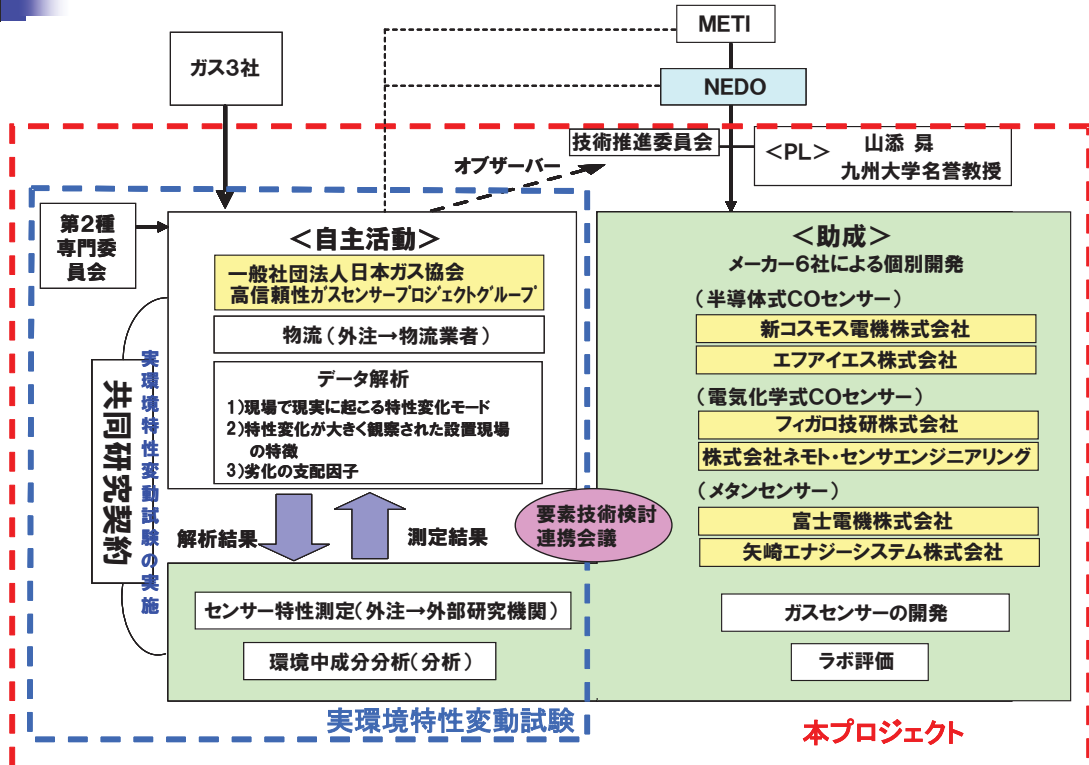 METI
ガス3社
NEDO
技術推進委員会
<PL> 山添 曻
九州大学名誉教授
オブザーバー
第2種
専門委
員会
<自主活動>
一般社団法人日本ガス協会
高信頼性ガスセンサープロジェクトグループ
物流(外注→物流業者)
データ解析
1)現場で現実に起こる特性変化モード
2)特性変化が大きく観察された設置現場
の特徴
3)劣化の支配因子
共同研究契約
実環境特性変動試験の実施
解析結果
測定結果
要素技術検討
連携会議
センサー特性測定(外注→外部研究機関)
環境中成分分析(分析)
実環境特性変動試験
<助成>
メーカー6社による個別開発
(半導体式COセンサー)
新コスモス電機株式会社
エフアイエス株式会社
(電気化学式COセンサー)
フィガロ技研株式会社
株式会社ネモト・センサエンジニアリング
(メタンセンサー)
富士電機株式会社
矢崎エナジーシステム株式会社
ガスセンサーの開発
ラボ評価
本プロジェクト